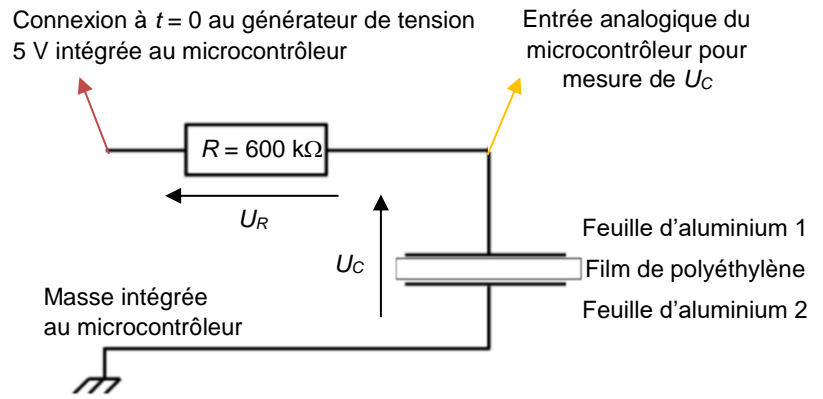 Connexion à t = 0 au générateur de tension
5 V intégrée au microcontrôleur
Entrée analogique du
microcontrôleur pour
mesure de UC
R = 600 kΩ
UR
UC
Feuille d'aluminium 1
Film de polyéthylène
Feuille d'aluminium 2
Masse intégrée
au microcontrôleur